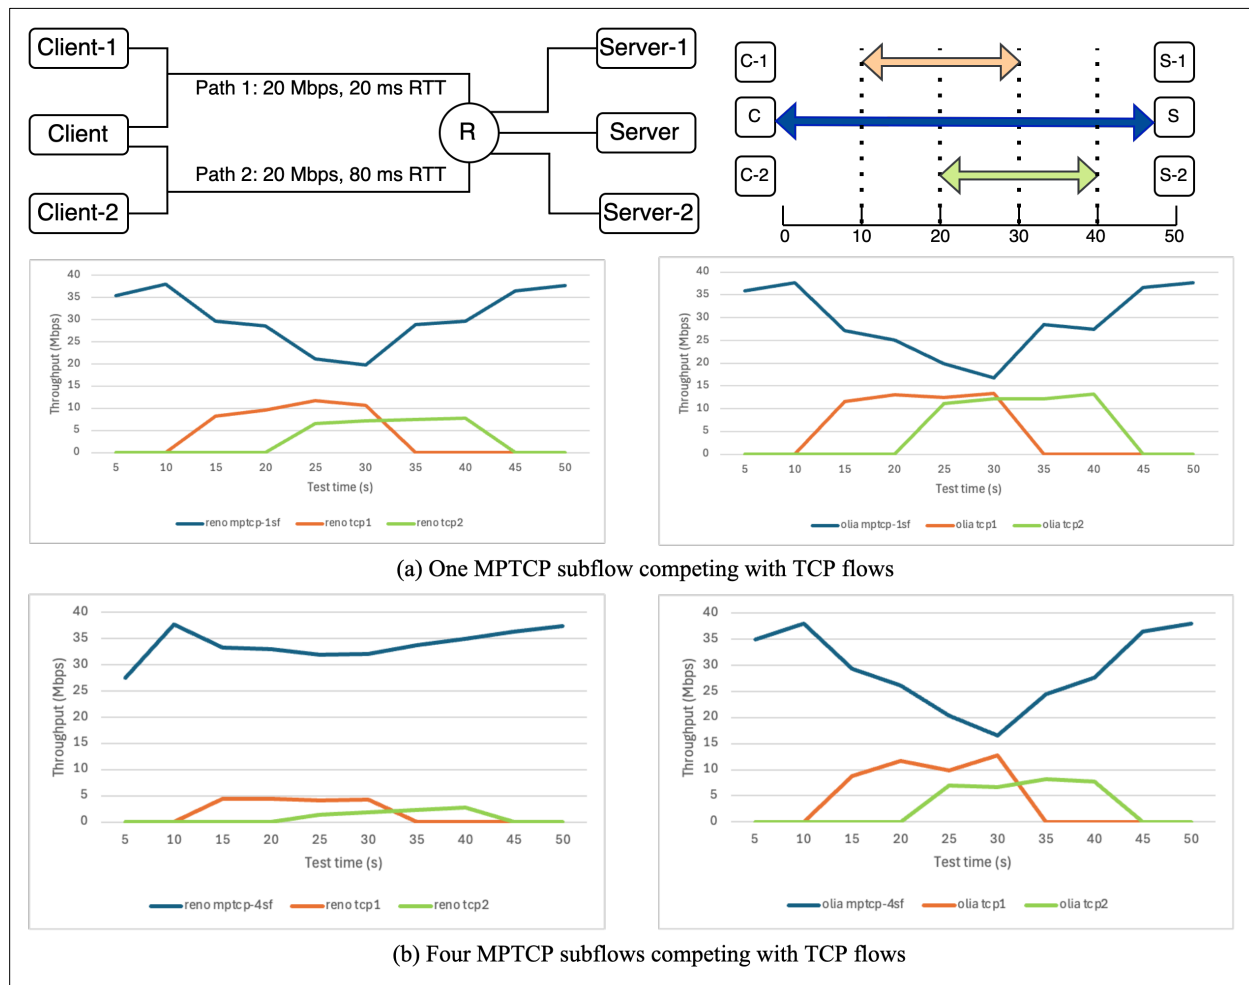 Client-1
Server-1
Path 1: 20 Mbps, 20 ms RTT
Client
R
Server
Path 2: 20 Mbps, 80 ms RTT
Client-2
Server-2
C-1
S-1
C
S
C-2
S-2
0 10 20 30 40 50
40
35
30
25
20
15
10
5
0
Throughput (Mbps)
5 10 15 20 25 30 35 40 45 50
Test time (s)
reno mptcp-1sf reno tcp1 reno tcp2
40
35
30
25
20
15
10
5
0
Throughput (Mbps)
5 10 15 20 25 30 35 40 45 50
Test time (s)
olia mptcp-1sf olia tcp1 olia tcp2
(a) One MPTCP subflow competing with TCP flows
40
35
30
25
20
15
10
5
0
Throughput (Mbps)
5 10 15 20 25 30 35 40 45 50
Test time (s)
reno mptcp-4sf reno tcp1 reno tcp2
40
35
30
25
20
15
10
5
0
Throughput (Mbps)
5 10 15 20 25 30 35 40 45 50
Test time (s)
olia mptcp-4sf olia tcp1 olia tcp2
(b) Four MPTCP subflows competing with TCP flows